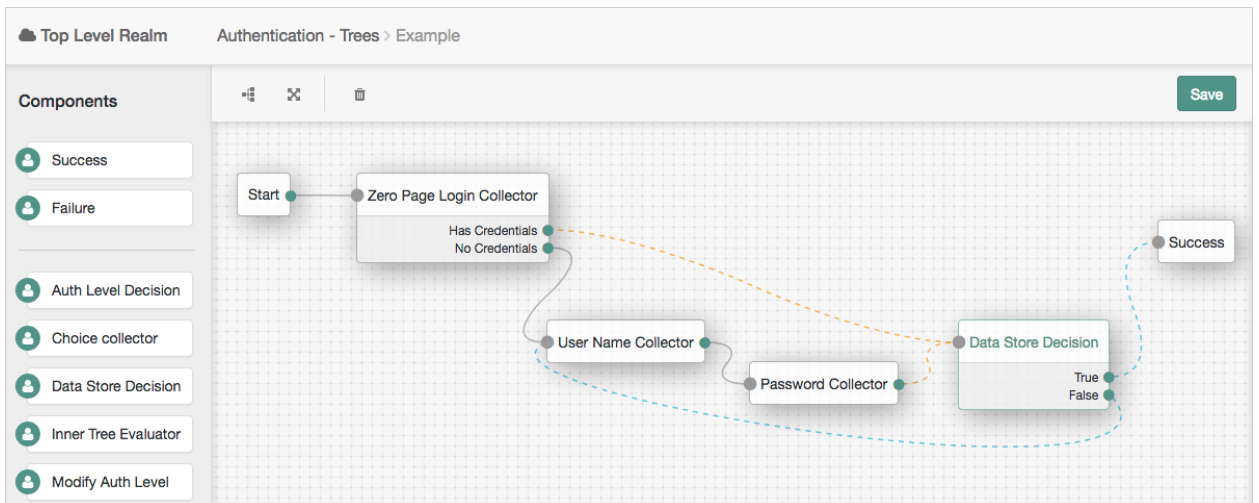 Top Level Realm
Authentication - Trees > Example
Components
Save
Success
Failure
Auth Level Decision
Choice collector
Data Store Decision
Inner Tree Evaluator
Modify Auth Level
Start
Zero Page Login Collector
Has Credentials
No Credentials
User Name Collector
Password Collector
Data Store Decision
True
False
Success